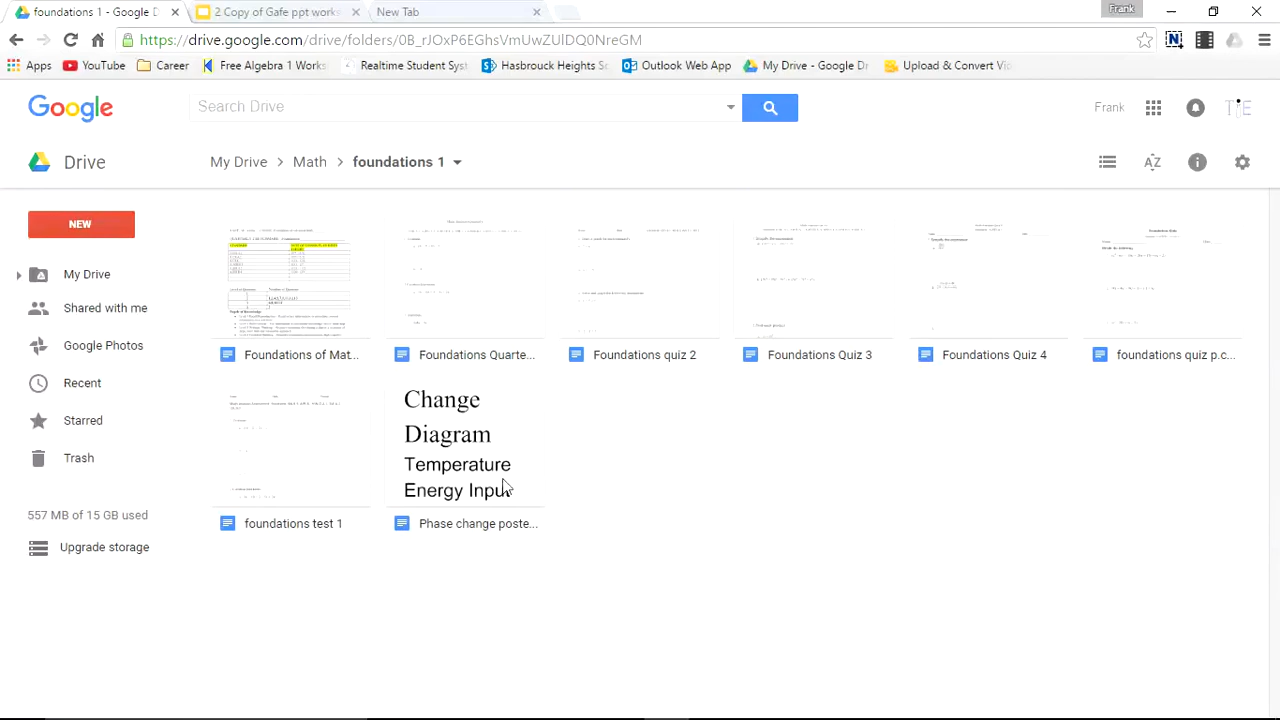 foundations 1 - Google D
2 Copy of Gafe ppt works
New Tab
Frank
https://drive.google.com/drive/folders/0B_rJOxP6EGhsVmUwZUlDQ0NreGM
Apps
YouTube
Career
Free Algebra 1 Works
Realtime Student Sys
Hasbrouck Heights Sc
Outlook Web App
My Drive - Google Dr
Upload & Convert Vi
Google
Search Drive
Frank
Drive
My Drive > Math > foundations 1
AZ
NEW
My Drive
Shared with me
Google Photos
Recent
Starred
Trash
557 MB of 15 GB used
Upgrade storage
Foundations of Mat...
Foundations Quarte...
Foundations quiz 2
Foundations Quiz 3
Foundations Quiz 4
foundations quiz p.c...
Change
Diagram
Temperature
Energy Input
foundations test 1
Phase change poste...